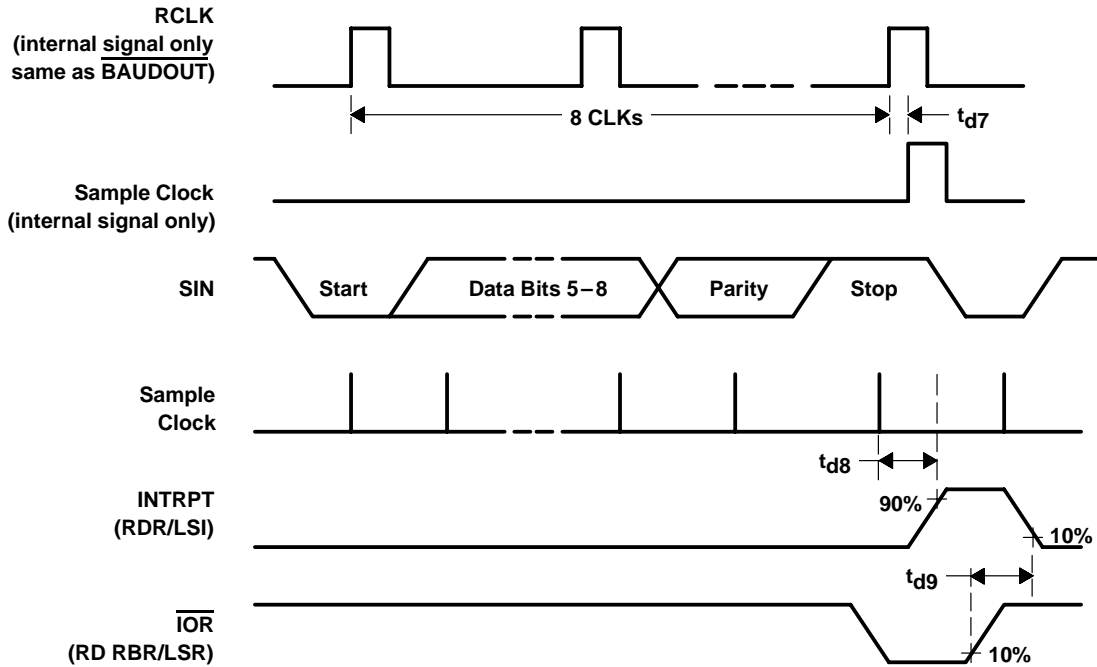 RCLK
(internal signal only
same as BAUDOUT)
8 CLKs
td7
Sample Clock
(internal signal only)
SIN
Start
Data Bits 5–8
Parity
Stop
Sample
Clock
td8
INTRPT
(RDR/LSI)
90%
10%
td9
IOR
(RD RBR/LSR)
10%